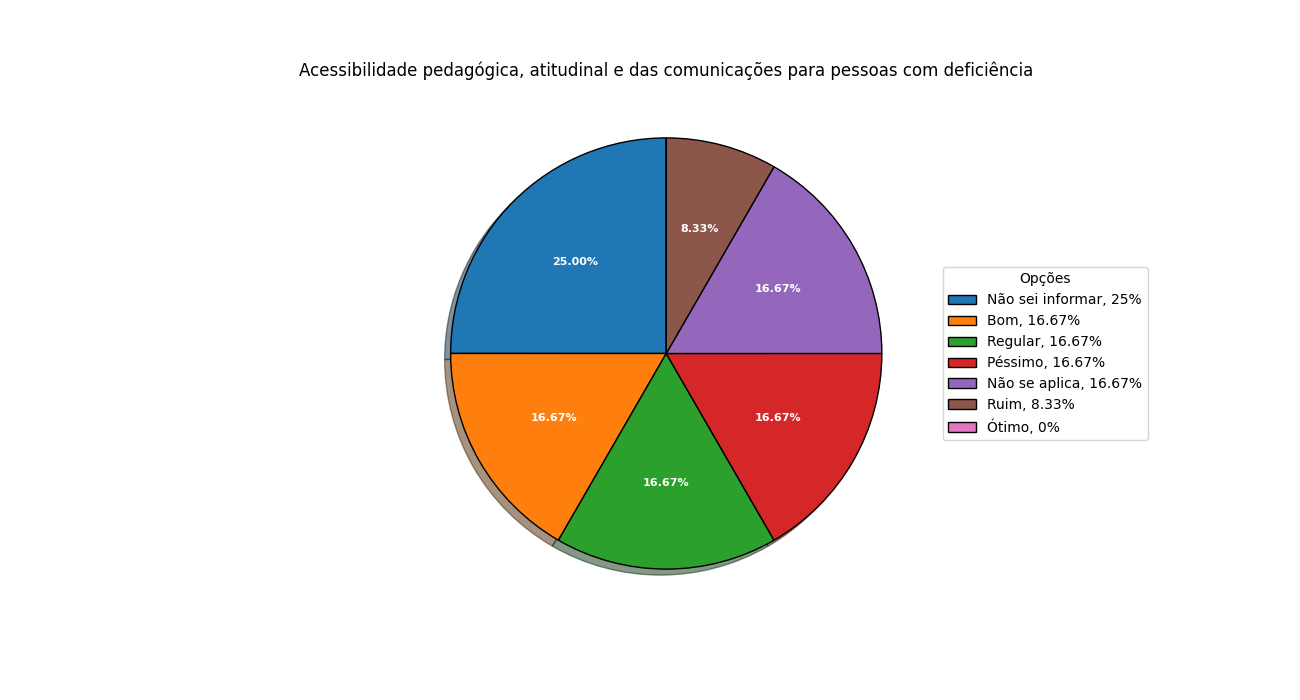 Acessibilidade pedagógica, atitudinal e das comunicações para pessoas com deficiência
8.33%
25.00%
16.67%
16.67%
16.67%
16.67%
Opções
Não sei informar, 25%
Bom, 16.67%
Regular, 16.67%
Péssimo, 16.67%
Não se aplica, 16.67%
Ruim, 8.33%
Ótimo, 0%